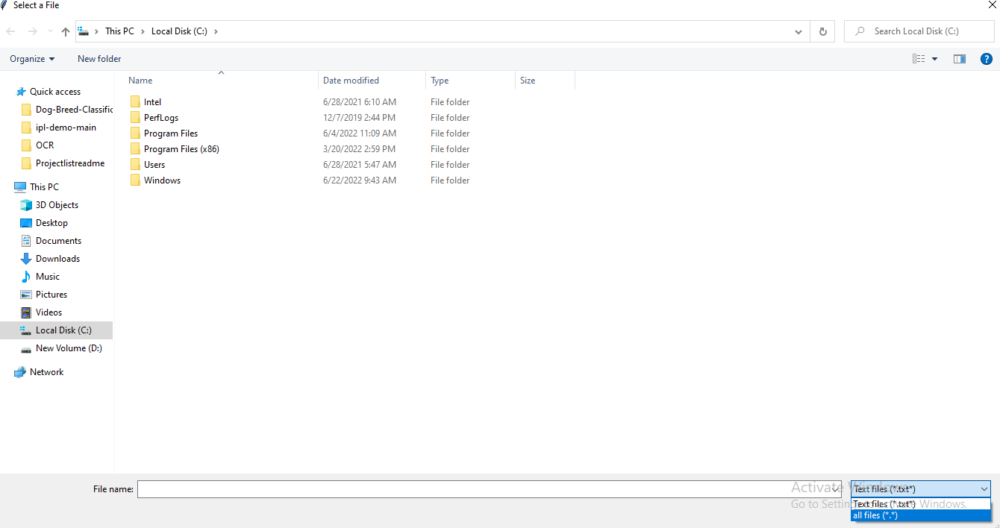 Select a File
This PC
Local Disk (C:)
Search Local Disk (C:)
Organize
New folder
Name
Date modified
Type
Size
Quick access
Dog-Breed-Classific
ipl-demo-main
OCR
Projectlistreadme
This PC
3D Objects
Desktop
Documents
Downloads
Music
Pictures
Videos
Local Disk (C:)
New Volume (D:)
Network
Intel 6/28/2021 6:10 AM File folder
PerfLogs 12/7/2019 2:44 PM File folder
Program Files 6/4/2022 11:09 AM File folder
Program Files (x86) 3/20/2022 2:59 PM File folder
Users 6/28/2021 5:47 AM File folder
Windows 6/22/2022 9:43 AM File folder
File name:
Text files (*.txt*)
Text files (*.txt*)
all files (*.*)
Activate Windows
Go to Settings to activate Windows.